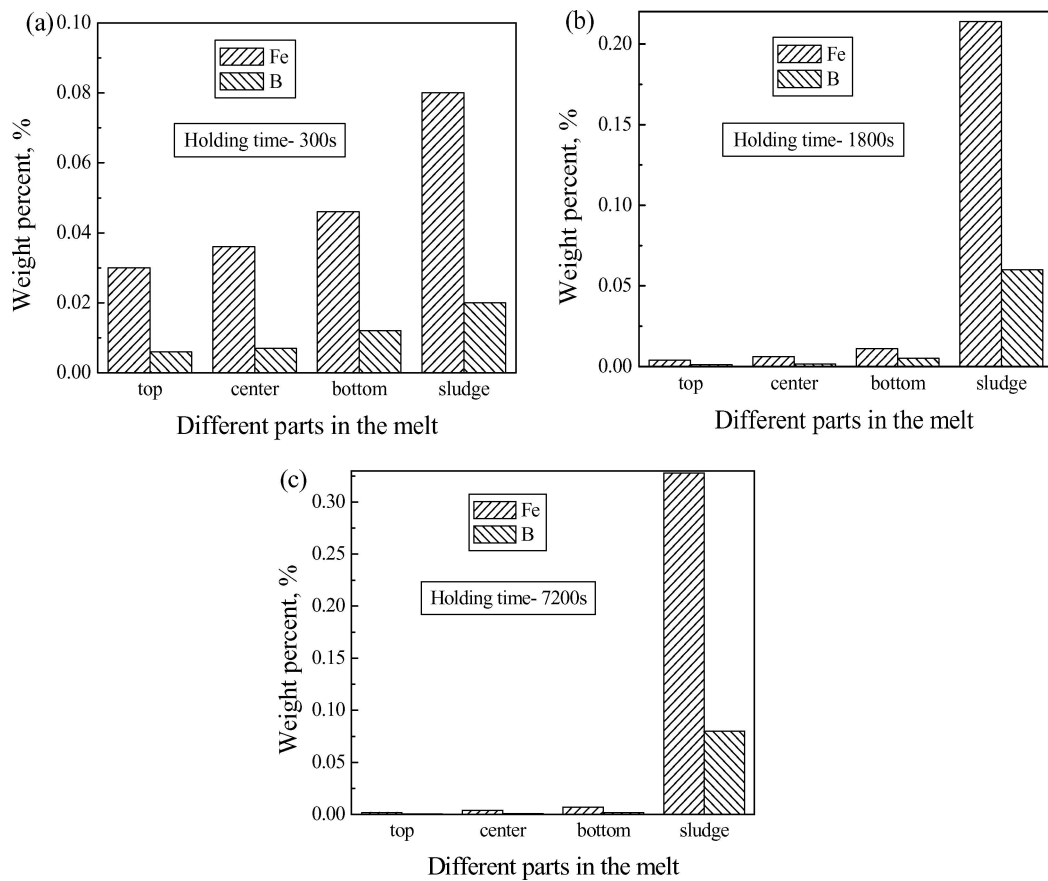 (a)
0.10
0.08
0.06
0.04
0.02
0.00
Weight percent, %
Fe
B
Holding time- 300s
top center bottom sludge
Different parts in the melt
(b)
0.20
0.15
0.10
0.05
0.00
Weight percent, %
Fe
B
Holding time- 1800s
top center bottom sludge
Different parts in the melt
(c)
0.30
0.25
0.20
0.15
0.10
0.05
0.00
Weight percent, %
Fe
B
Holding time- 7200s
top center bottom sludge
Different parts in the melt